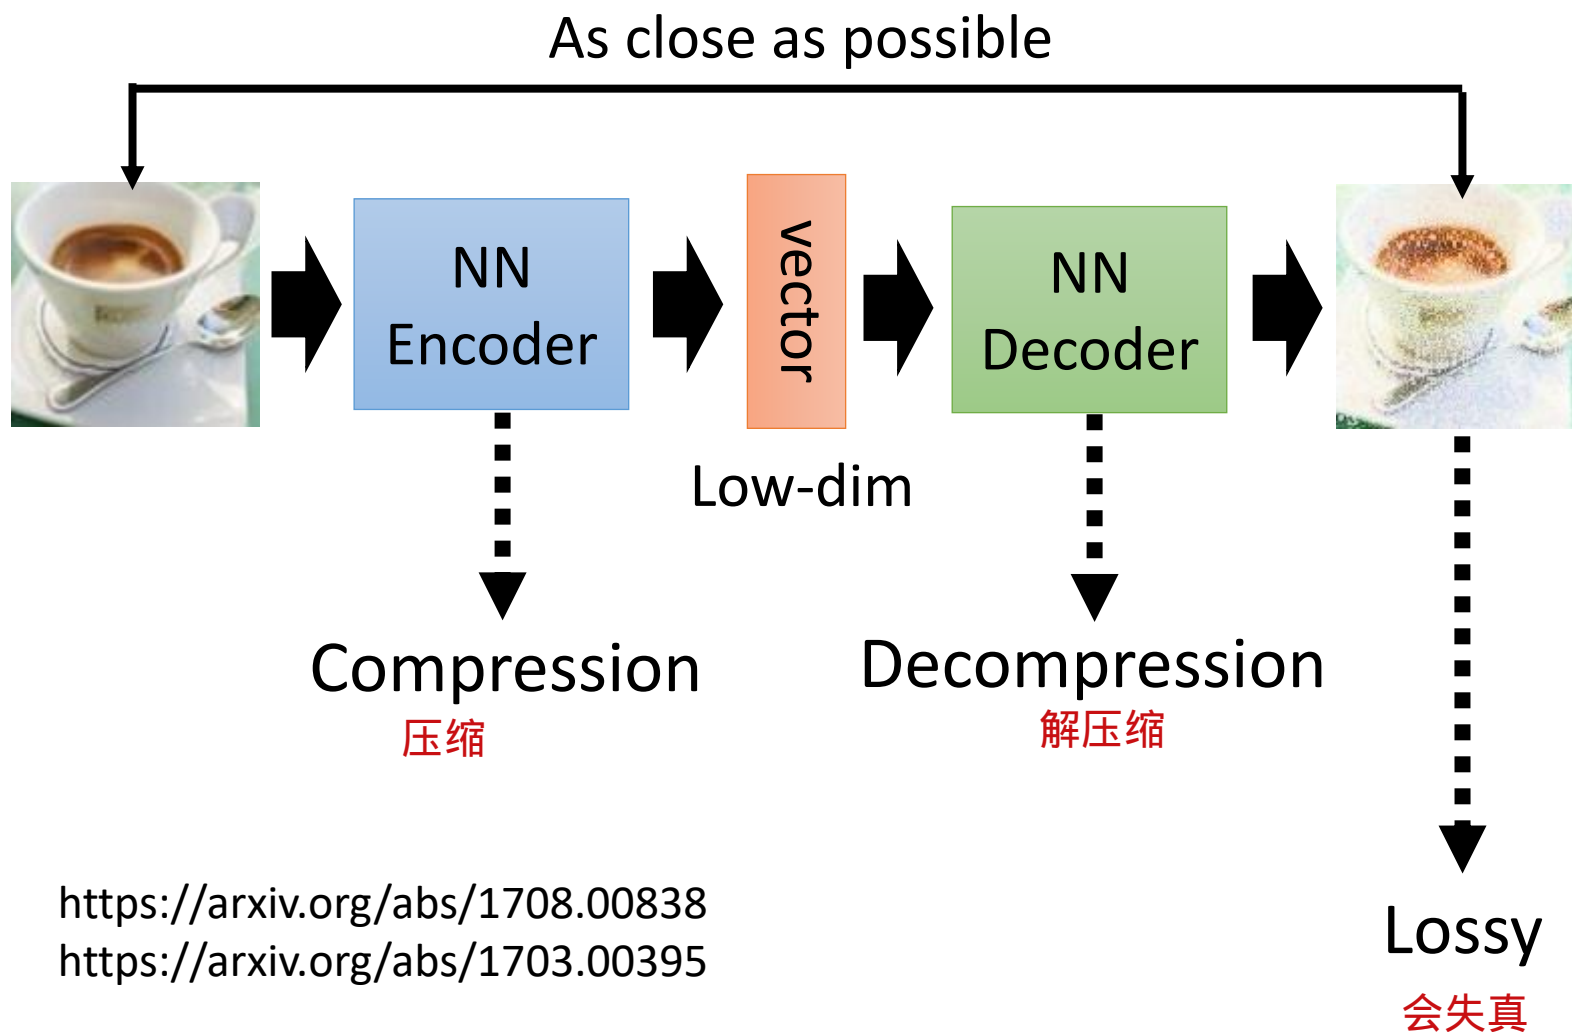 As close as possible
NN
Encoder
vector
NN
Decoder
Low-dim
Compression
压缩
Decompression
解压缩
https://arxiv.org/abs/1708.00838
https://arxiv.org/abs/1703.00395
Lossy
会失真